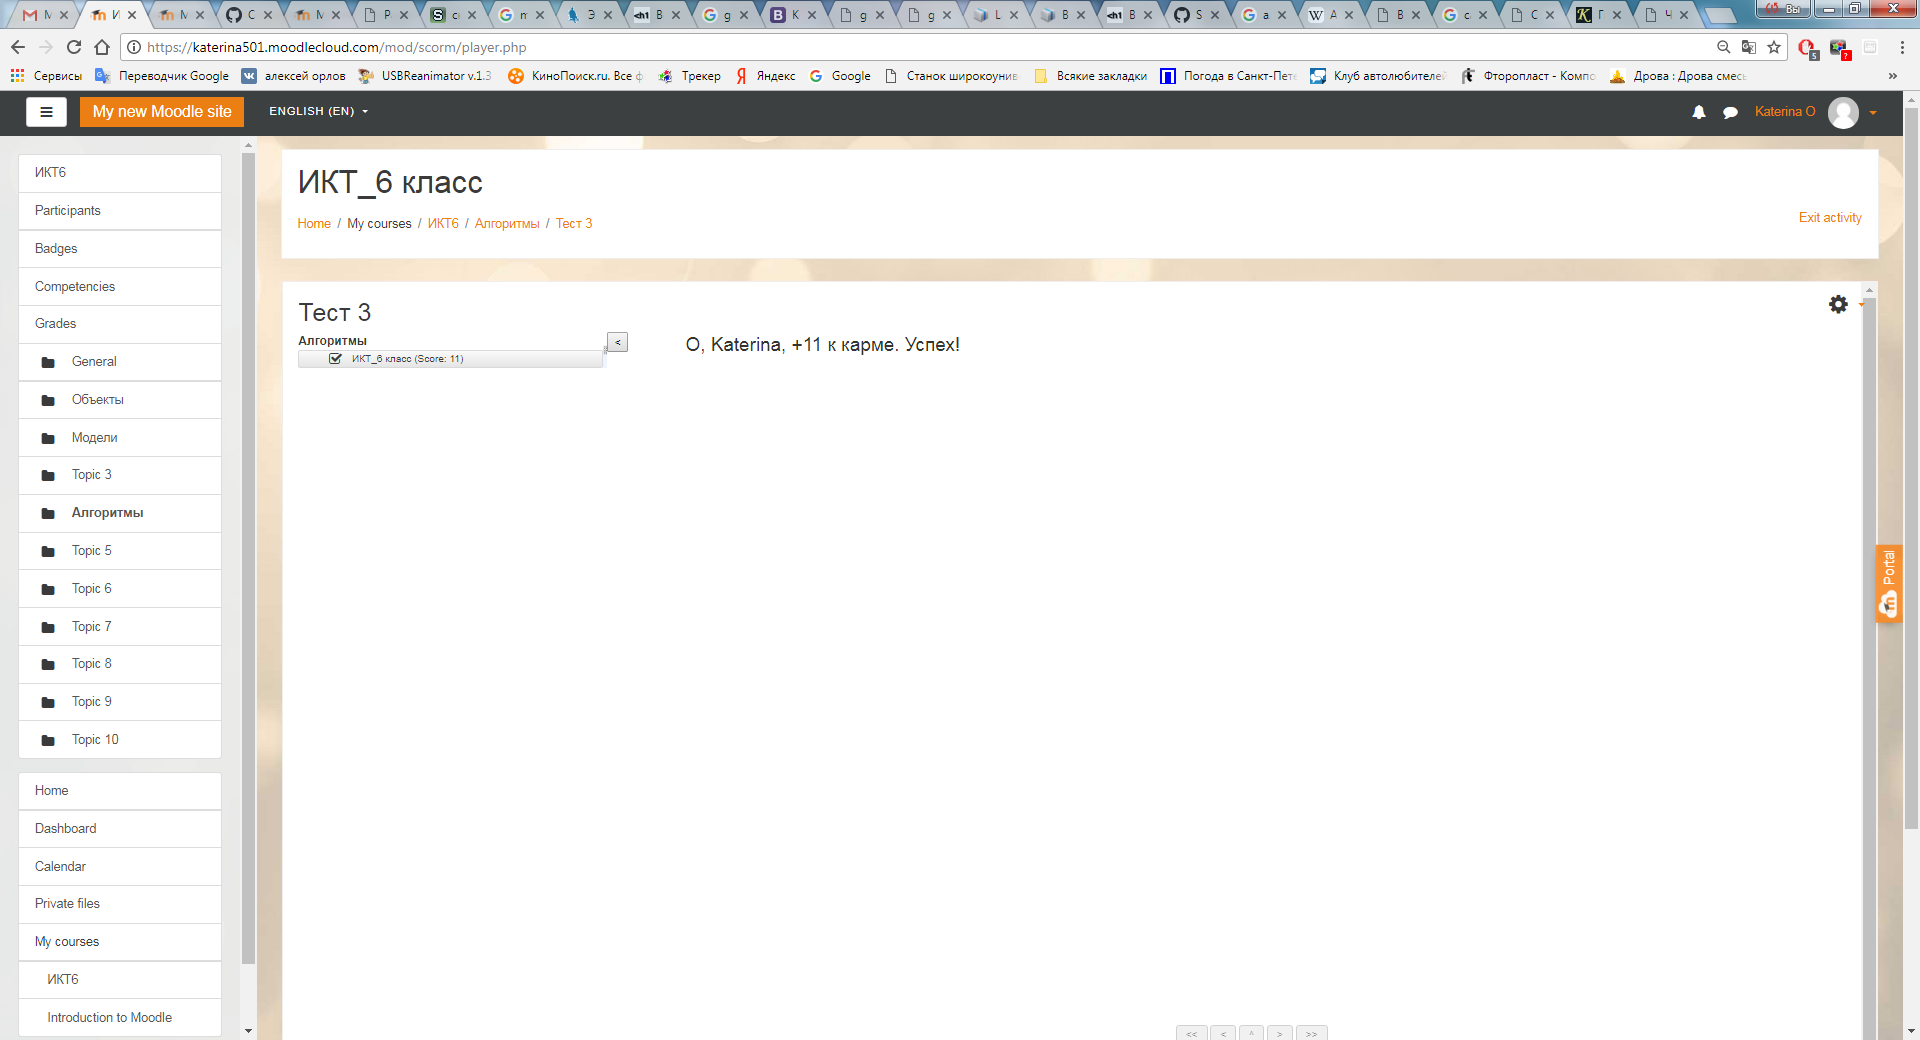 https://katerina501.moodlecloud.com/mod/scorm/player.php
Вы
Сервисы
Переводчик Google
алексей орлов
USBReanimator v.1.3
КиноПоиск.ru. Все ф
Трекер
Яндекс
Google
Станок широкоунив
Всякие закладки
Погода в Санкт-Пете
Клуб автолюбителей
Фторопласт - Компо
Дрова : Дрова смесь
My new Moodle site
ENGLISH (EN)
Katerina O
ИКТ6
Participants
Badges
Competencies
Grades
General
Объекты
Модели
Topic 3
Алгоритмы
Topic 5
Topic 6
Topic 7
Topic 8
Topic 9
Topic 10
Home
Dashboard
Calendar
Private files
My courses
ИКТ6
Introduction to Moodle
ИКТ_6 класс
Home / My courses / ИКТ6 / Алгоритмы / Тест 3
Exit activity
Тест 3
Алгоритмы
<
ИКТ_6 класс (Score: 11)
O, Katerina, +11 к карме. Успех!
Portal
<< < ^ > >>